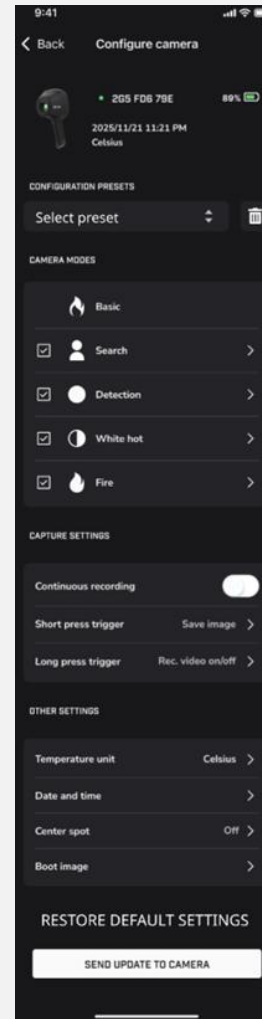 9:41
Back Configure camera
2G5 FD6 79E 89%
2025/11/21 11:21 PM
Celsius
CONFIGURATION PRESETS
Select preset
CAMERA MODES
Basic
Search
Detection
White hot
Fire
CAPTURE SETTINGS
Continuous recording
Short press trigger Save image
Long press trigger Rec. video on/off
OTHER SETTINGS
Temperature unit Celsius
Date and time
Center spot Off
Boot image
RESTORE DEFAULT SETTINGS
SEND UPDATE TO CAMERA